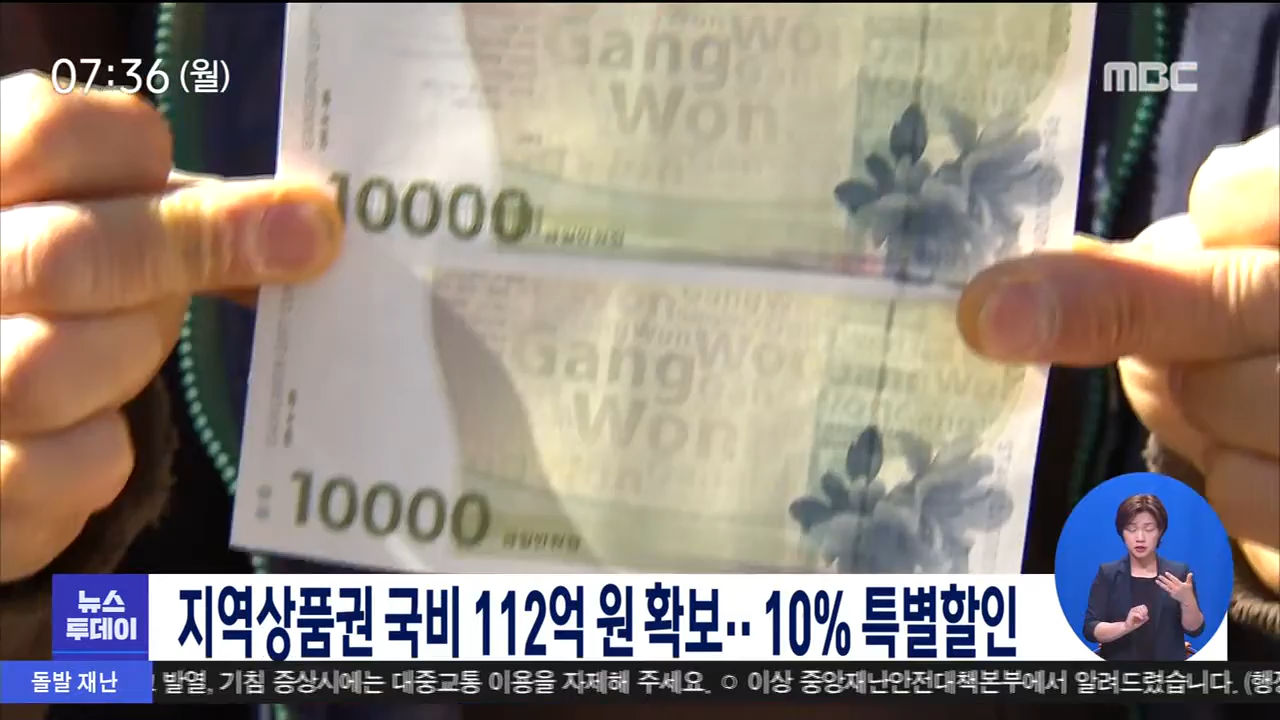 07:36 (월)
MBC
Gang
Won
10000
Gang
Won
10000
뉴스
투데이
지역상품권 국비 112억 원 확보‥ 10% 특별할인
돌발 재난
발열, 기침 증상시에는 대중교통 이용을 자제해 주세요. ㅇ 이상 중앙재난안전대책본부에서 알려드렸습니다.